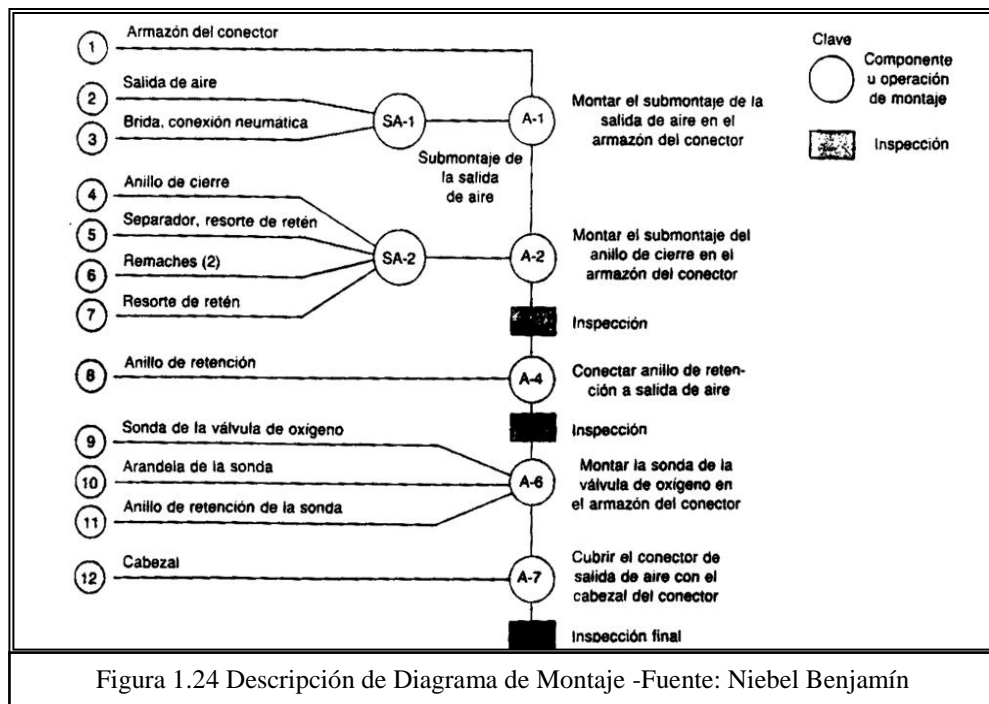 1
Armazón del conector
2
Salida de aire
3
Brida, conexión neumática
SA-1
A-1
Submontaje de
la salida
de aire
Montar el submontaje de la
salida de aire en el
armazón del conector
Clave
Componente
u operación
de montaje
Inspección
4
Anillo de cierre
5
Separador, resorte de retén
6
Remaches (2)
7
Resorte de retén
SA-2
A-2
Montar el submontaje del
anillo de cierre en el
armazón del conector
Inspección
8
Anillo de retención
A-4
Conectar anillo de reten-
ción a salida de aire
Inspección
9
Sonda de la válvula de oxígeno
10
Arandela de la sonda
11
Anillo de retención de la sonda
A-6
Montar la sonda de la
válvula de oxígeno en
el armazón del conector
12
Cabezal
A-7
Cubrir el conector de
salida de aire con el
cabezal del conector
Inspección final
Figura 1.24 Descripción de Diagrama de Montaje -Fuente: Niebel Benjamín